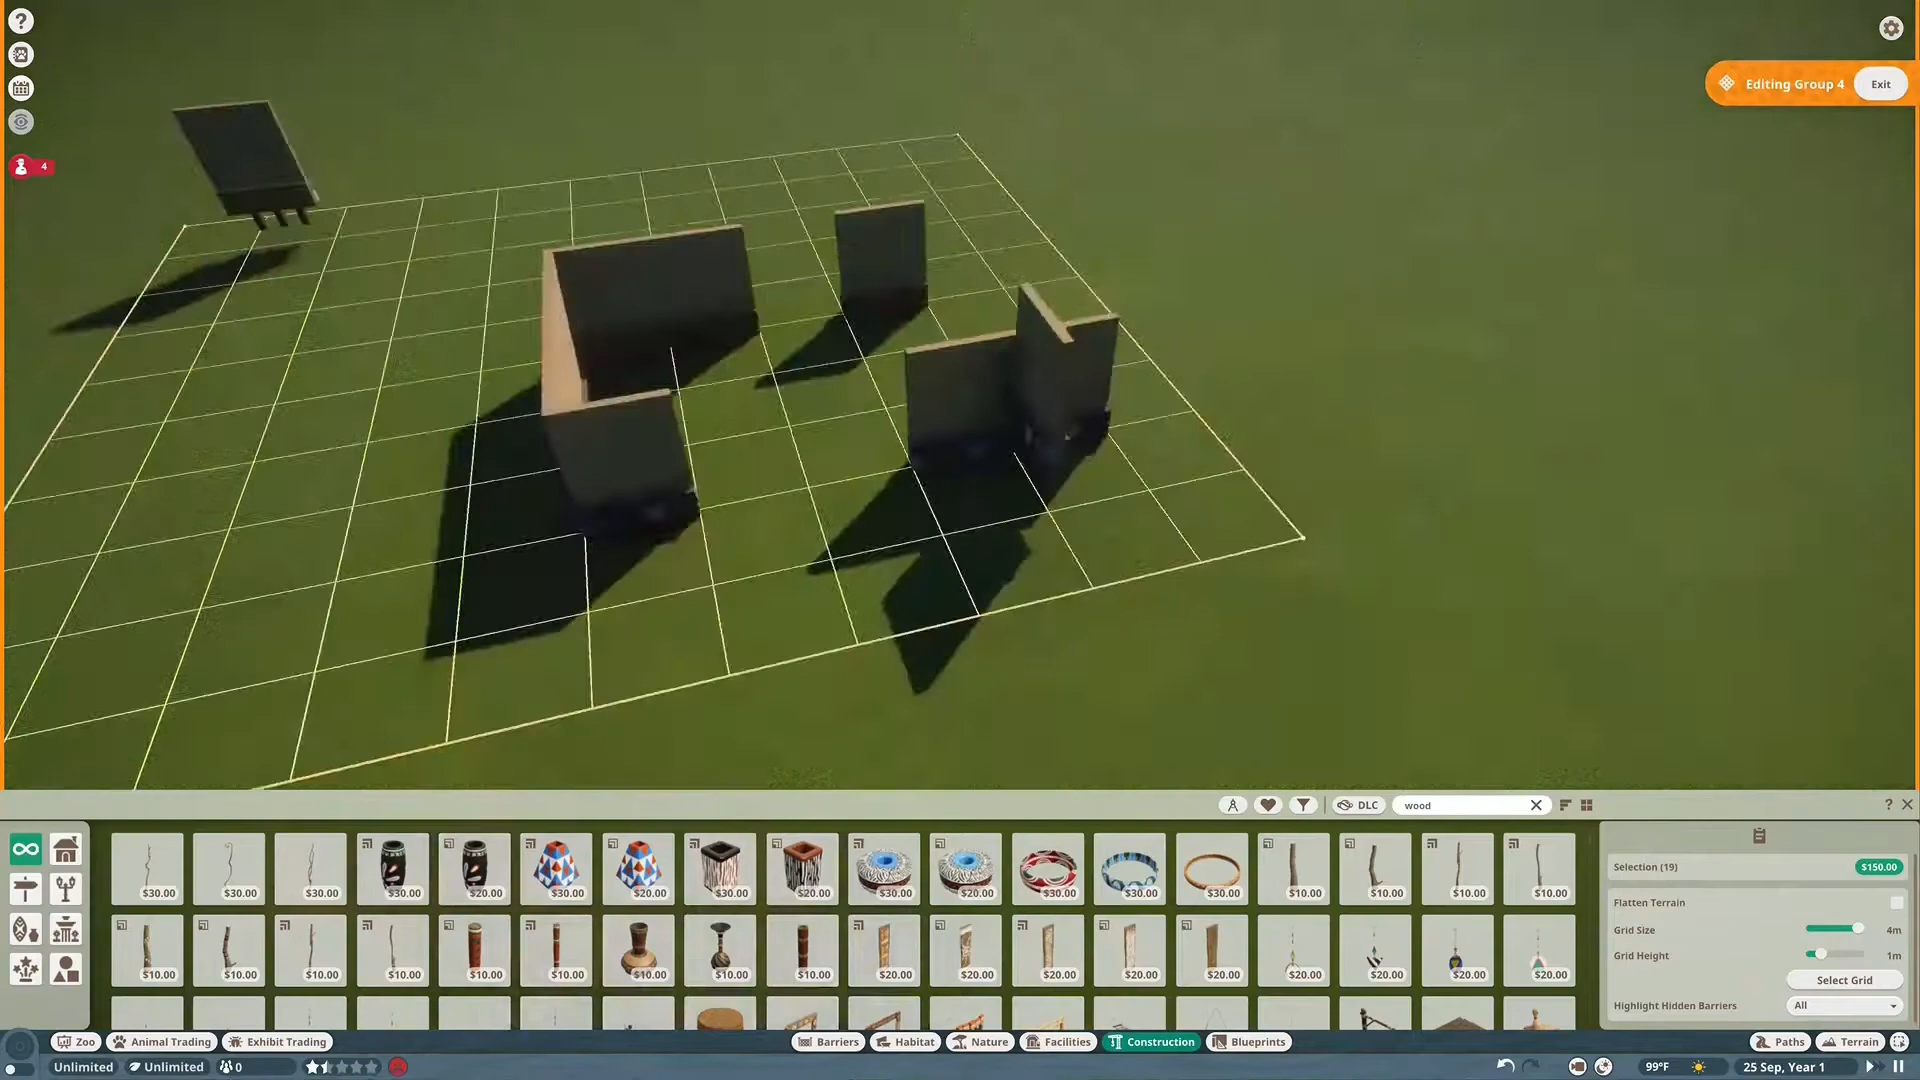 ?
4
Editing Group 4
Exit
DLC
wood
?
$30.00 $30.00 $30.00 $30.00 $20.00 $30.00 $20.00 $30.00 $20.00 $30.00 $20.00 $30.00 $30.00 $30.00 $10.00 $10.00 $10.00 $10.00
$10.00 $10.00 $10.00 $10.00 $10.00 $10.00 $10.00 $10.00 $10.00 $20.00 $20.00 $20.00 $20.00 $20.00 $20.00 $20.00 $20.00 $20.00
Selection (19)
$150.00
Flatten Terrain
Grid Size
4m
Grid Height
1m
Select Grid
Highlight Hidden Barriers
All
Zoo
Animal Trading
Exhibit Trading
Barriers
Habitat
Nature
Facilities
Construction
Blueprints
Paths
Terrain
Unlimited
Unlimited
0
99°F
25 Sep, Year 1